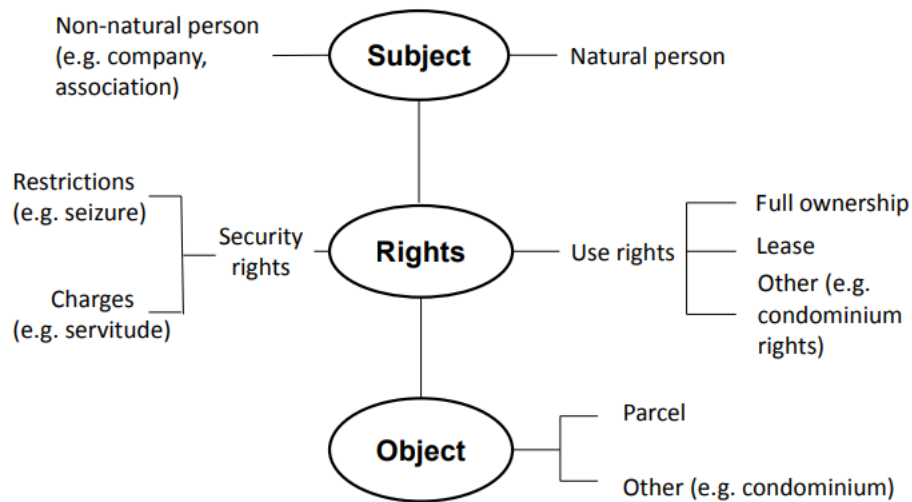 Non-natural person
(e.g. company,
association)
Subject
Natural person
Restrictions
(e.g. seizure)
Charges
(e.g. servitude)
Security
rights
Rights
Use rights
Full ownership
Lease
Other (e.g.
condominium
rights)
Object
Parcel
Other (e.g. condominium)